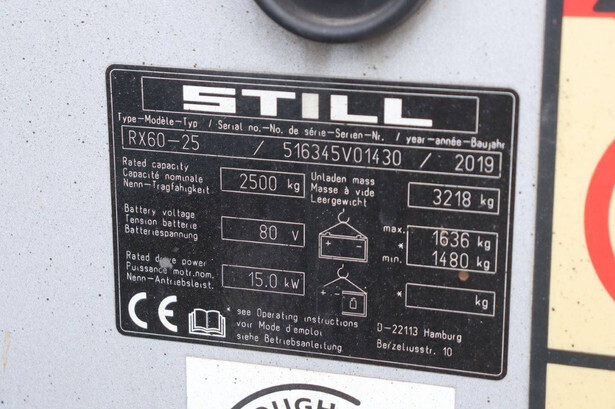 STILL
Type-Modèle-Typ / Serial no.-No. de série-Serien-Nr. / year-année-Baujahr
RX60-25 / 516345V01430 / 2019
Rated capacity
Capacité nominale
Nenn-Tragfähigkeit
2500 kg
Unladen mass
Masse à vide
Leergewicht
3218 kg
Battery voltage
Tension batterie
Batteriespannung
80 V
max. 1636 kg
*
min. 1480 kg
Rated drive power
Puissance motr.nom.
Nenn-Antriebsleist.
15.0 kW
* kg
CE
* see Operating instructions
voir Mode d'emploi
siehe Betriebsanleitung
D-22113 Hamburg
Berzeliusstr. 10
OUGH